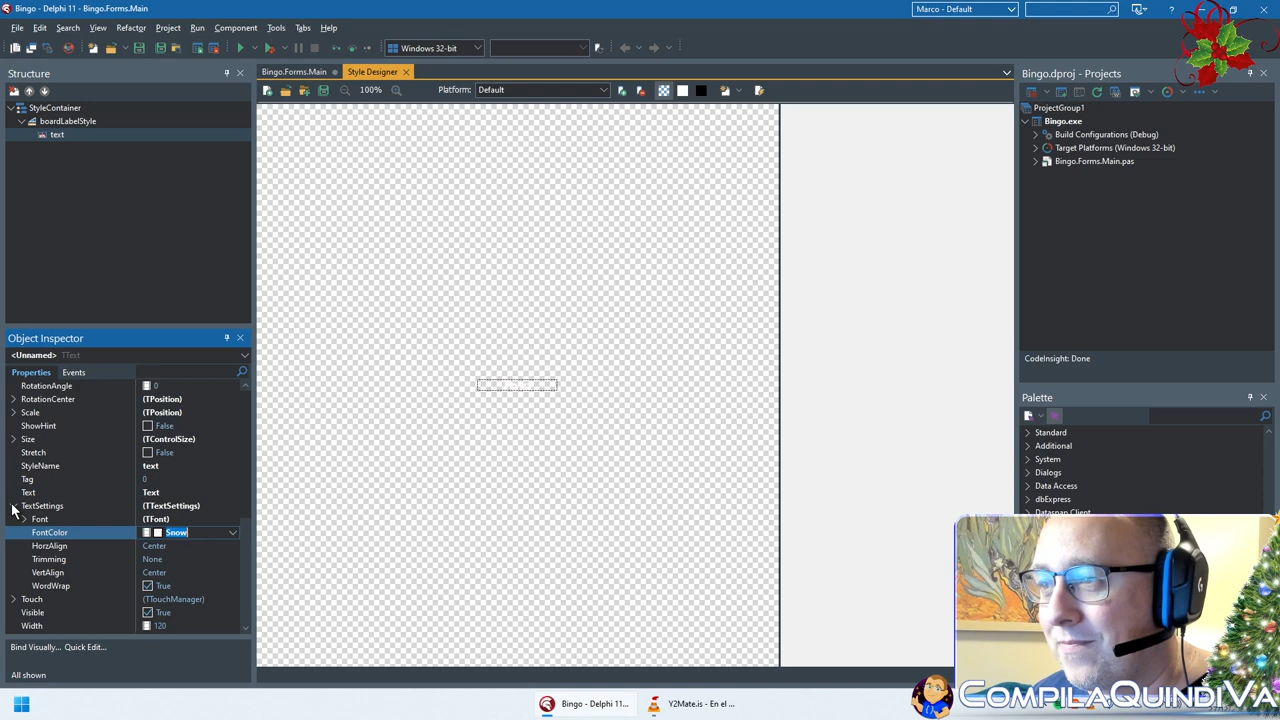 Bingo - Delphi 11 - Bingo.Forms.Main
Marco - Default
File Edit Search View Refactor Project Run Component Tools Tabs Help
Windows 32-bit
Structure
StyleContainer
boardLabelStyle
text
Bingo.Forms.Main
Style Designer
100%
Platform: Default
Bingo.dproj - Projects
ProjectGroup1
Bingo.exe
Build Configurations (Debug)
Target Platforms (Windows 32-bit)
Bingo.Forms.Main.pas
CodeInsight: Done
Object Inspector
<Unnamed> TText
Properties Events
RotationAngle 0
RotationCenter (TPosition)
Scale (TPosition)
ShowHint False
Size (TControlSize)
Stretch False
StyleName text
Tag 0
Text Text
TextSettings (TTextSettings)
Font (TFont)
FontColor Snow
HorzAlign Center
Trimming None
VertAlign Center
WordWrap True
Touch (TTouchManager)
Visible True
Width 120
Bind Visually... Quick Edit...
All shown
Palette
Standard
Additional
System
Dialogs
Data Access
dbExpress
Datasnap Client
Bingo - Delphi 11...
Y2Mate.is - En el ...
COMPILAQUINDIVA